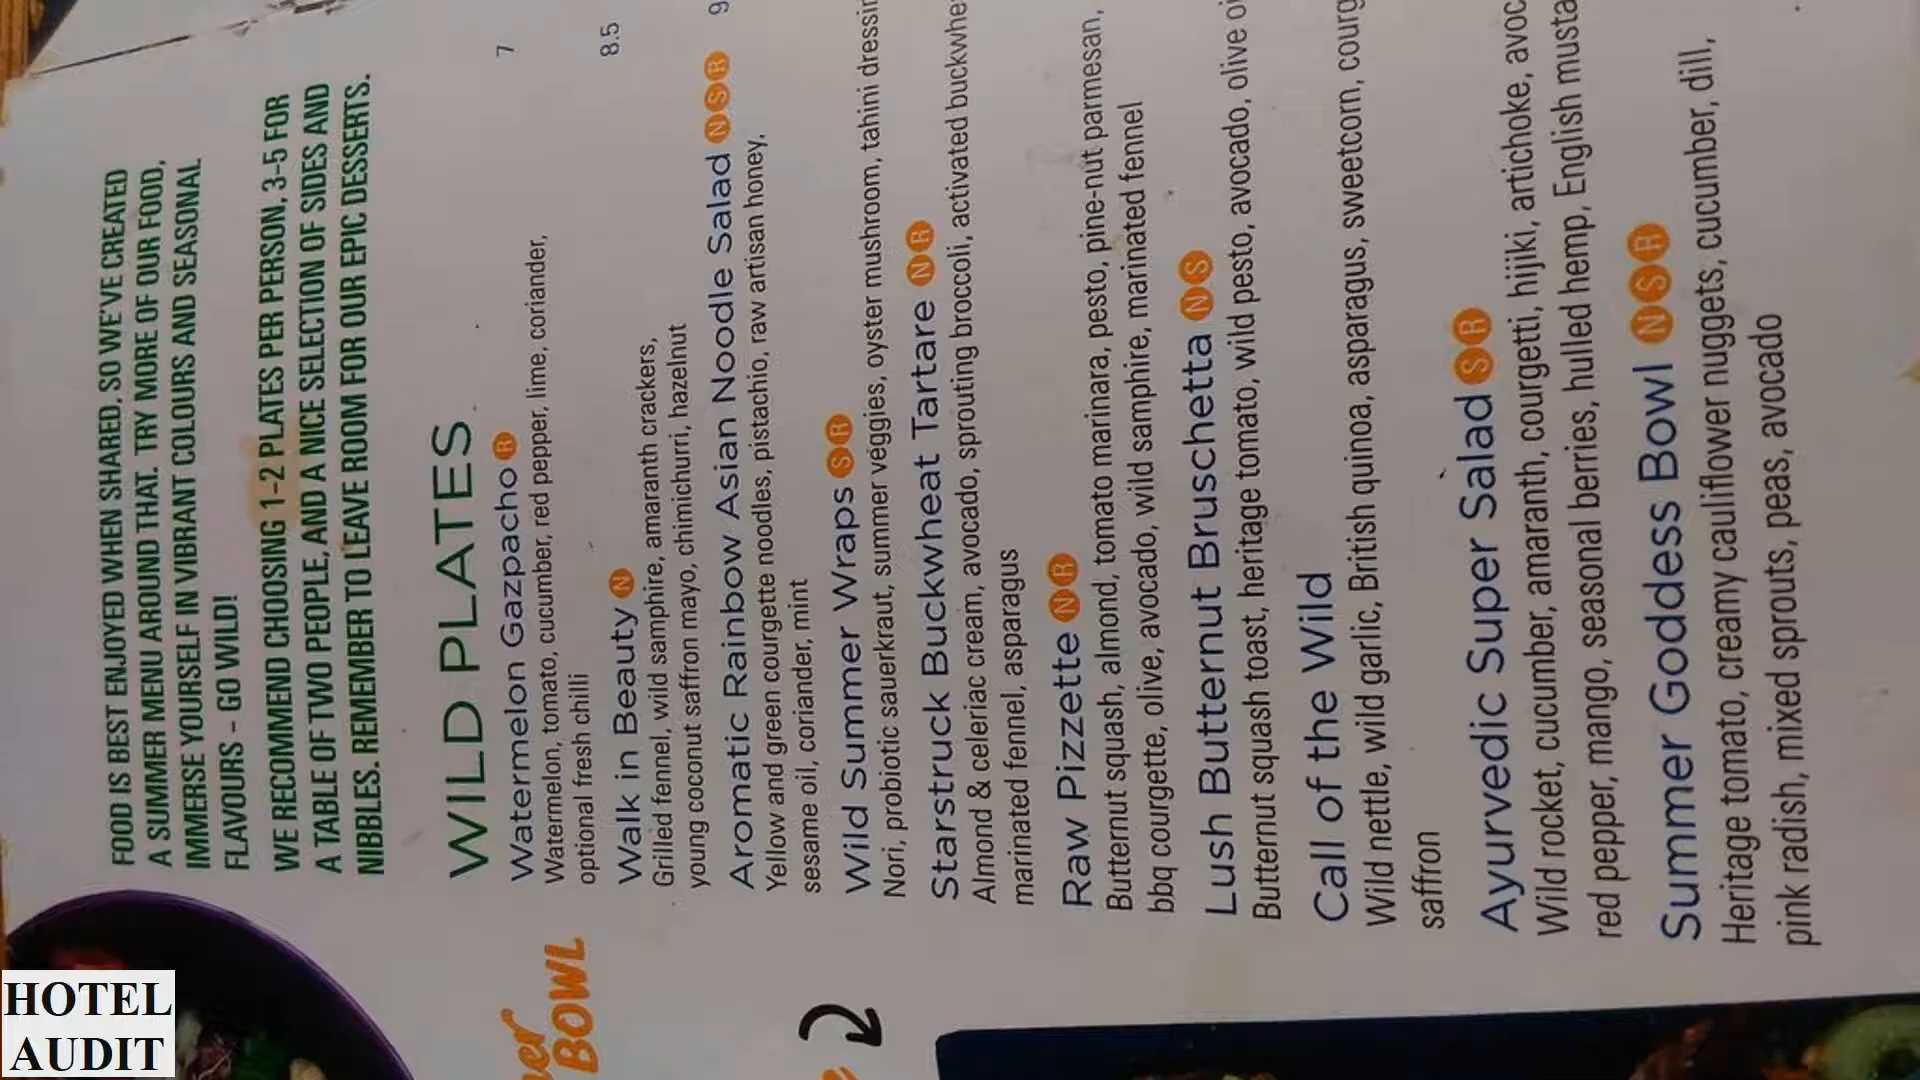 FOOD IS BEST ENJOYED WHEN SHARED, SO WE'VE CREATED
A SUMMER MENU AROUND THAT. TRY MORE OF OUR FOOD,
IMMERSE YOURSELF IN VIBRANT COLOURS AND SEASONAL
FLAVOURS - GO WILD!
WE RECOMMEND CHOOSING 1-2 PLATES PER PERSON, 3-5 FOR
A TABLE OF TWO PEOPLE, AND A NICE SELECTION OF SIDES AND
NIBBLES. REMEMBER TO LEAVE ROOM FOR OUR EPIC DESSERTS.
WILD PLATES
Watermelon Gazpacho R 7
Watermelon, tomato, cucumber, red pepper, lime, coriander,
optional fresh chilli
Walk in Beauty N 8.5
Grilled fennel, wild samphire, amaranth crackers,
young coconut saffron mayo, chimichurri, hazelnut
Aromatic Rainbow Asian Noodle Salad N S R 9
Yellow and green courgette noodles, pistachio, raw artisan honey,
sesame oil, coriander, mint
Wild Summer Wraps S R
Nori, probiotic sauerkraut, summer veggies, oyster mushroom, tahini
Starstruck Buckwheat Tartare N R
Almond & celeriac cream, avocado, sprouting broccoli, activated
marinated fennel, asparagus
Raw Pizzette N R
Butternut squash, almond, tomato marinara, pesto, pine-nut parmesan,
bbq courgette, olive, avocado, wild samphire, marinated fennel
Lush Butternut Bruschetta N S
Butternut squash toast, heritage tomato, wild pesto, avocado, olive
Call of the Wild
Wild nettle, wild garlic, British quinoa, asparagus, sweetcorn,
saffron
Ayurvedic Super Salad S R
Wild rocket, cucumber, amaranth, courgetti, hijiki, artichoke,
red pepper, mango, seasonal berries, hulled hemp, English
Summer Goddess Bowl N S R
Heritage tomato, creamy cauliflower nuggets, cucumber, dill,
pink radish, mixed sprouts, peas, avocado
BOWL
HOTEL
AUDIT